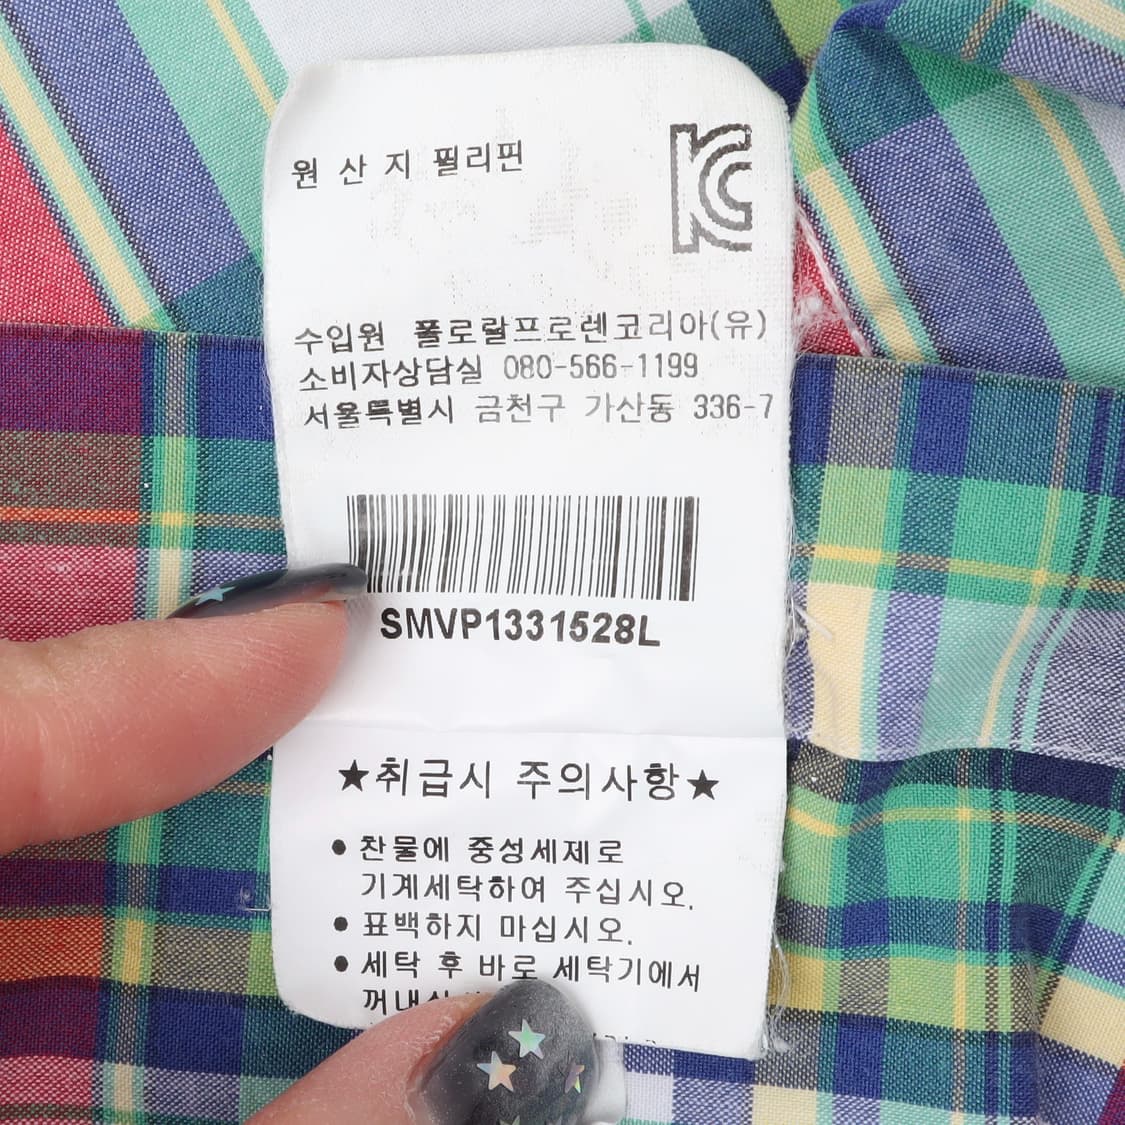 원 산 지 필리핀
KC
수입원 폴로랄프로렌코리아(유)
소비자상담실 080-566-1199
서울특별시 금천구 가산동 336-7
SMVP1331528L
★취급시 주의사항★
● 찬물에 중성세제로
기계세탁하여 주십시오.
● 표백하지 마십시오.
● 세탁 후 바로 세탁기에서